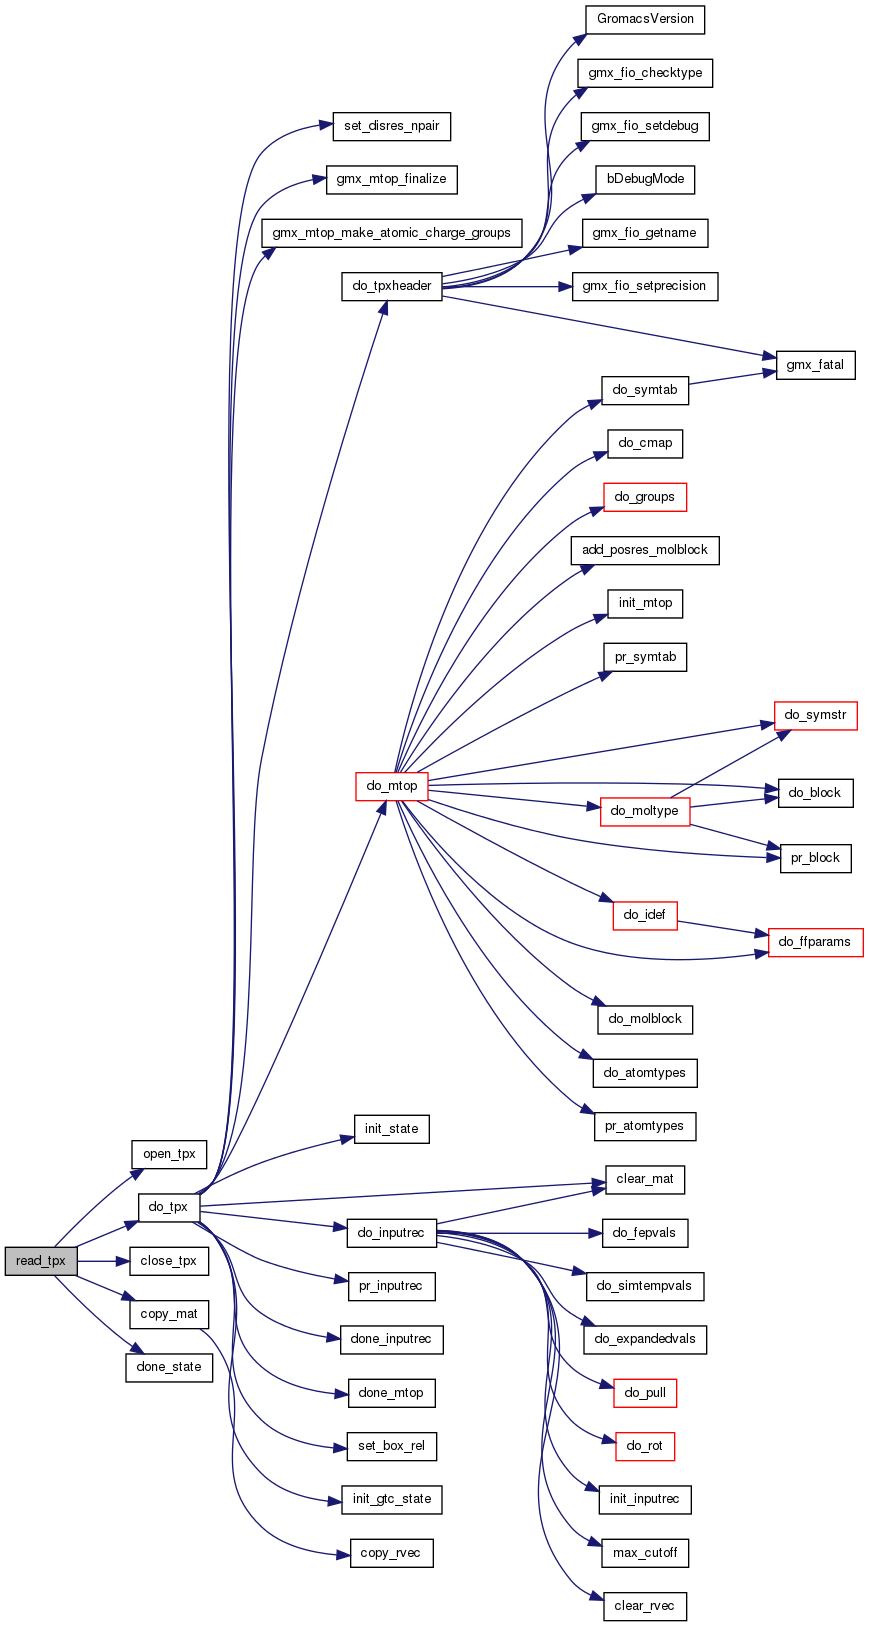 GromacsVersion
gmx_fio_checktype
set_disres_npair
gmx_fio_setdebug
gmx_mtop_finalize
bDebugMode
gmx_mtop_make_atomic_charge_groups
gmx_fio_getname
do_tpxheader
gmx_fio_setprecision
gmx_fatal
do_symtab
do_cmap
do_groups
add_posres_molblock
init_mtop
pr_symtab
do_symstr
do_mtop
do_block
do_moltype
pr_block
do_idef
do_ffparams
do_molblock
do_atomtypes
pr_atomtypes
init_state
open_tpx
clear_mat
do_tpx
do_inputrec
do_fepvals
read_tpx
close_tpx
pr_inputrec
do_simtempvals
copy_mat
done_inputrec
do_expandedvals
done_state
done_mtop
do_pull
set_box_rel
do_rot
init_gtc_state
init_inputrec
copy_rvec
max_cutoff
clear_rvec